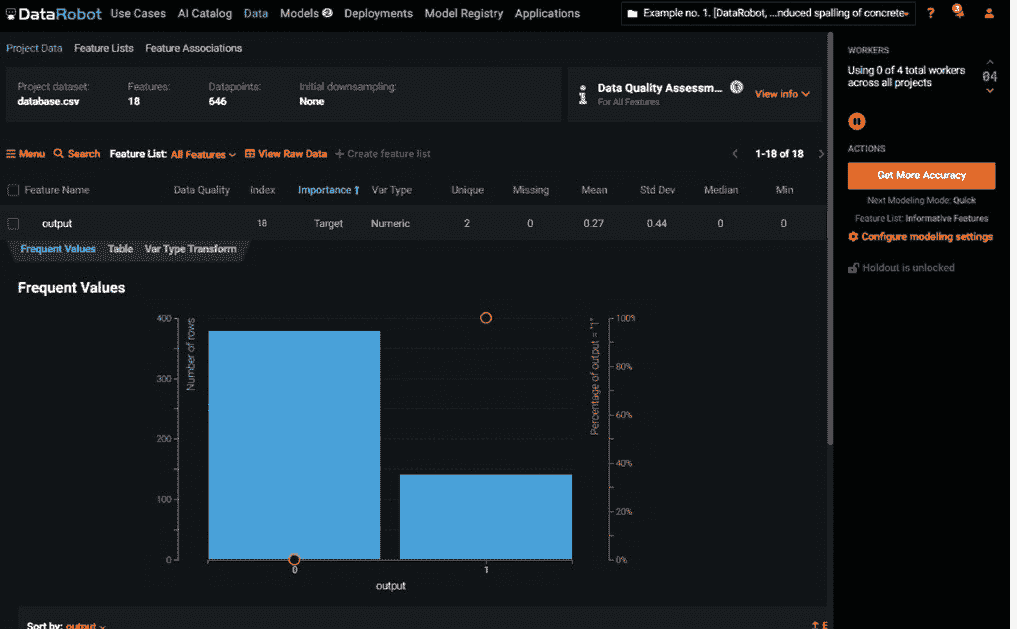 DataRobot Use Cases AI Catalog Data Models 2 Deployments Model Registry Applications Example no. 1. [DataRobot, ...nduced spalling of concrete ? 3
Project Data Feature Lists Feature Associations
Project dataset: Features: Datapoints: Initial downsampling:
database.csv 18 646 None
Data Quality Assessm...
For All Features
View info
Menu Search Feature List: All Features View Raw Data + Create feature list 1-18 of 18
Feature Name Data Quality Index Importance Var Type Unique Missing Mean Std Dev Median Min
output 18 Target Numeric 2 0 0.27 0.44 0 0
Frequent Values Table Var Type Transform
Frequent Values
400
300
200
100
0
Number of rows
0 1
output
Percentage of output = "1"
100%
80%
60%
40%
20%
0%
Sort by: output
E
WORKERS
Using 0 of 4 total workers
across all projects
04
ACTIONS
Get More Accuracy
Next Modeling Mode: Quick
Feature List: Informative Features
Configure modeling settings
Holdout is unlocked